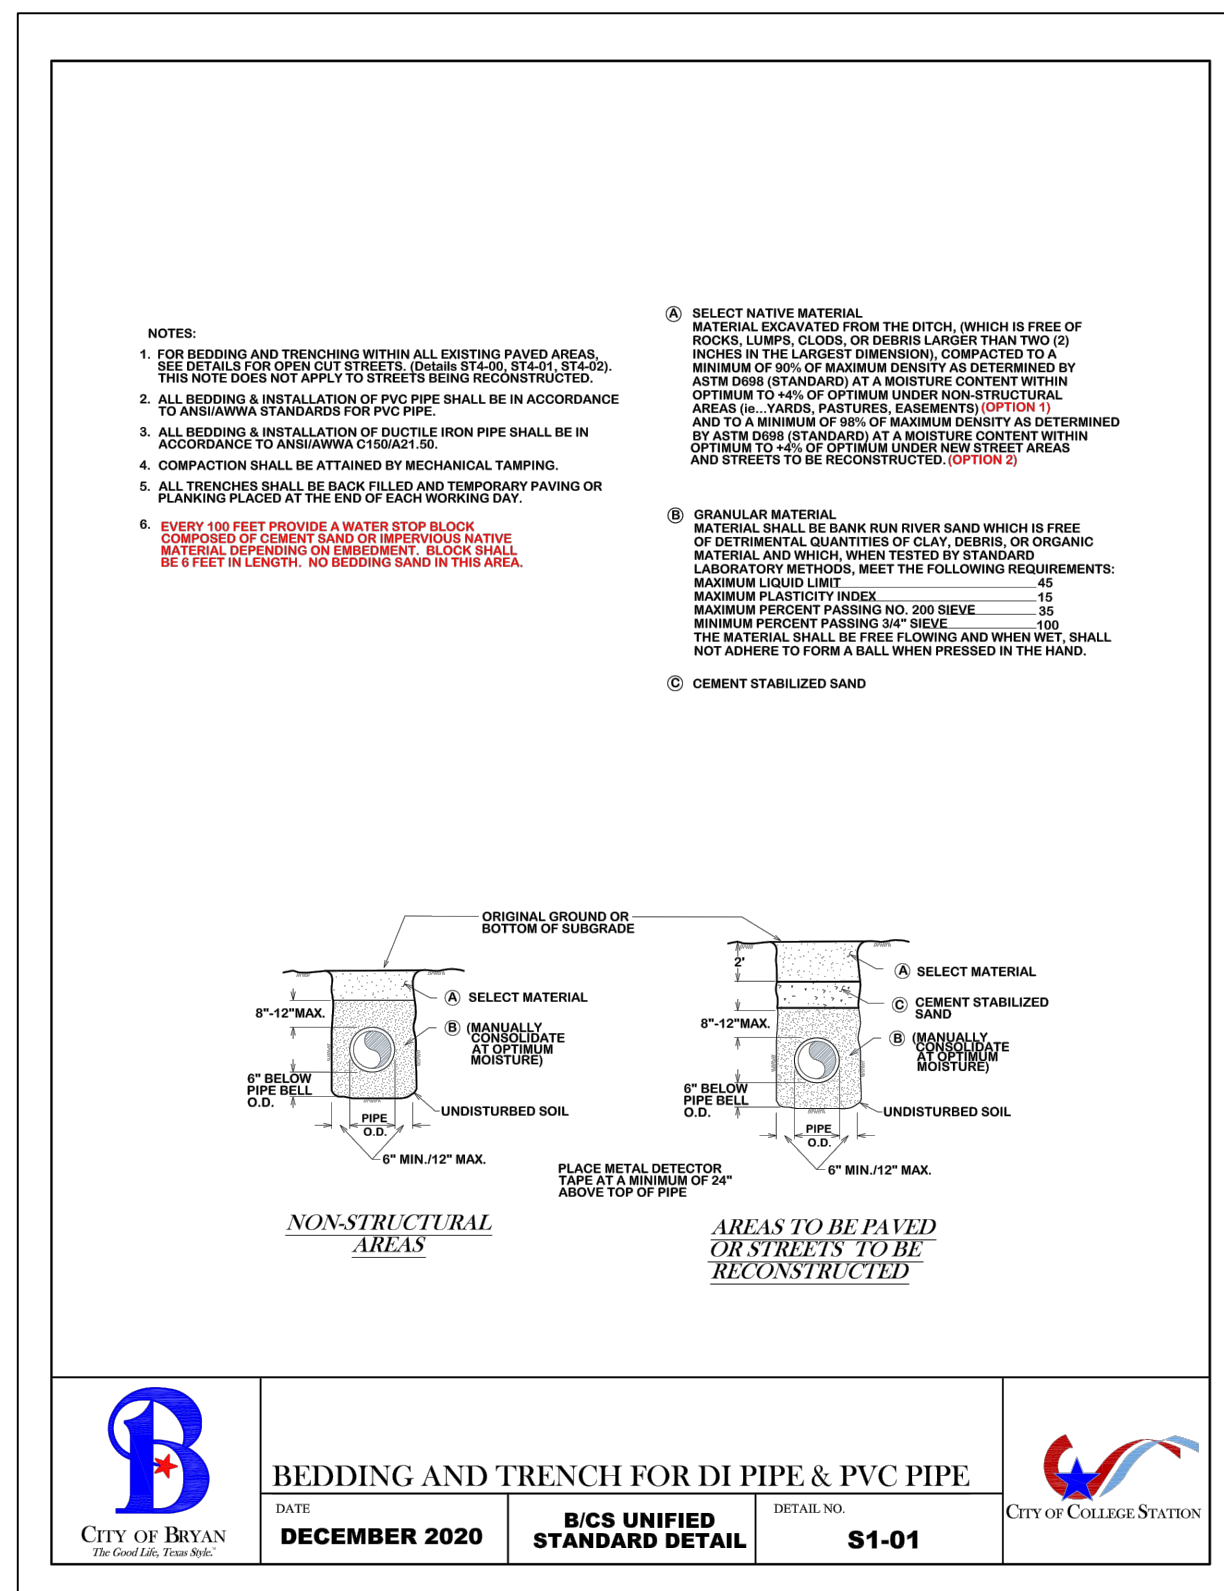 NOTES:
1. FOR BEDDING AND TRENCHING WITHIN ALL EXISTING PAVED AREAS,
SEE DETAILS FOR OPEN CUT STREETS. (Details ST4-00, ST4-01, ST4-02).
THIS NOTE DOES NOT APPLY TO STREETS BEING RECONSTRUCTED.
2. ALL BEDDING & INSTALLATION OF PVC PIPE SHALL BE IN ACCORDANCE
TO ANSI/AWWA STANDARDS FOR PVC PIPE.
3. ALL BEDDING & INSTALLATION OF DUCTILE IRON PIPE SHALL BE IN
ACCORDANCE TO ANSI/AWWA C150/A21.50.
4. COMPACTION SHALL BE ATTAINED BY MECHANICAL TAMPING.
5. ALL TRENCHES SHALL BE BACK FILLED AND TEMPORARY PAVING OR
PLANKING PLACED AT THE END OF EACH WORKING DAY.
6. EVERY 100 FEET PROVIDE A WATER STOP BLOCK
COMPOSED OF CEMENT SAND OR IMPERVIOUS NATIVE
MATERIAL DEPENDING ON EMBEDMENT. BLOCK SHALL
BE 6 FEET IN LENGTH. NO BEDDING SAND IN THIS AREA.
A SELECT NATIVE MATERIAL
MATERIAL EXCAVATED FROM THE DITCH, (WHICH IS FREE OF
ROCKS, LUMPS, CLODS, OR DEBRIS LARGER THAN TWO (2)
INCHES IN THE LARGEST DIMENSION), COMPACTED TO A
MINIMUM OF 90% OF MAXIMUM DENSITY AS DETERMINED BY
ASTM D698 (STANDARD) AT A MOISTURE CONTENT WITHIN
OPTIMUM TO +4% OF OPTIMUM UNDER NON-STRUCTURAL
AREAS (ie...YARDS, PASTURES, EASEMENTS) (OPTION 1)
AND TO A MINIMUM OF 98% OF MAXIMUM DENSITY AS DETERMINED
BY ASTM D698 (STANDARD) AT A MOISTURE CONTENT WITHIN
OPTIMUM TO +4% OF OPTIMUM UNDER NEW STREET AREAS
AND STREETS TO BE RECONSTRUCTED. (OPTION 2)
B GRANULAR MATERIAL
MATERIAL SHALL BE BANK RUN RIVER SAND WHICH IS FREE
OF DETRIMENTAL QUANTITIES OF CLAY, DEBRIS, OR ORGANIC
MATERIAL AND WHICH, WHEN TESTED BY STANDARD
LABORATORY METHODS, MEET THE FOLLOWING REQUIREMENTS:
MAXIMUM LIQUID LIMIT 45
MAXIMUM PLASTICITY INDEX 15
MAXIMUM PERCENT PASSING NO. 200 SIEVE 35
MINIMUM PERCENT PASSING 3/4" SIEVE 100
THE MATERIAL SHALL BE FREE FLOWING AND WHEN WET, SHALL
NOT ADHERE TO FORM A BALL WHEN PRESSED IN THE HAND.
C CEMENT STABILIZED SAND
ORIGINAL GROUND OR
BOTTOM OF SUBGRADE
A SELECT MATERIAL
8"-12"MAX.
B (MANUALLY
CONSOLIDATE
AT OPTIMUM
MOISTURE)
6" BELOW
PIPE BELL
O.D.
UNDISTURBED SOIL
PIPE
O.D.
6" MIN./12" MAX.
NON-STRUCTURAL
AREAS
2'
A SELECT MATERIAL
C CEMENT STABILIZED
SAND
8"-12"MAX.
B (MANUALLY
CONSOLIDATE
AT OPTIMUM
MOISTURE)
6" BELOW
PIPE BELL
O.D.
UNDISTURBED SOIL
PIPE
O.D.
6" MIN./12" MAX.
PLACE METAL DETECTOR
TAPE AT A MINIMUM OF 24"
ABOVE TOP OF PIPE
AREAS TO BE PAVED
OR STREETS TO BE
RECONSTRUCTED
B
CITY OF BRYAN
The Good Life, Texas Style.™
BEDDING AND TRENCH FOR DI PIPE & PVC PIPE
DATE
DECEMBER 2020
B/CS UNIFIED
STANDARD DETAIL
DETAIL NO.
S1-01
CITY OF COLLEGE STATION